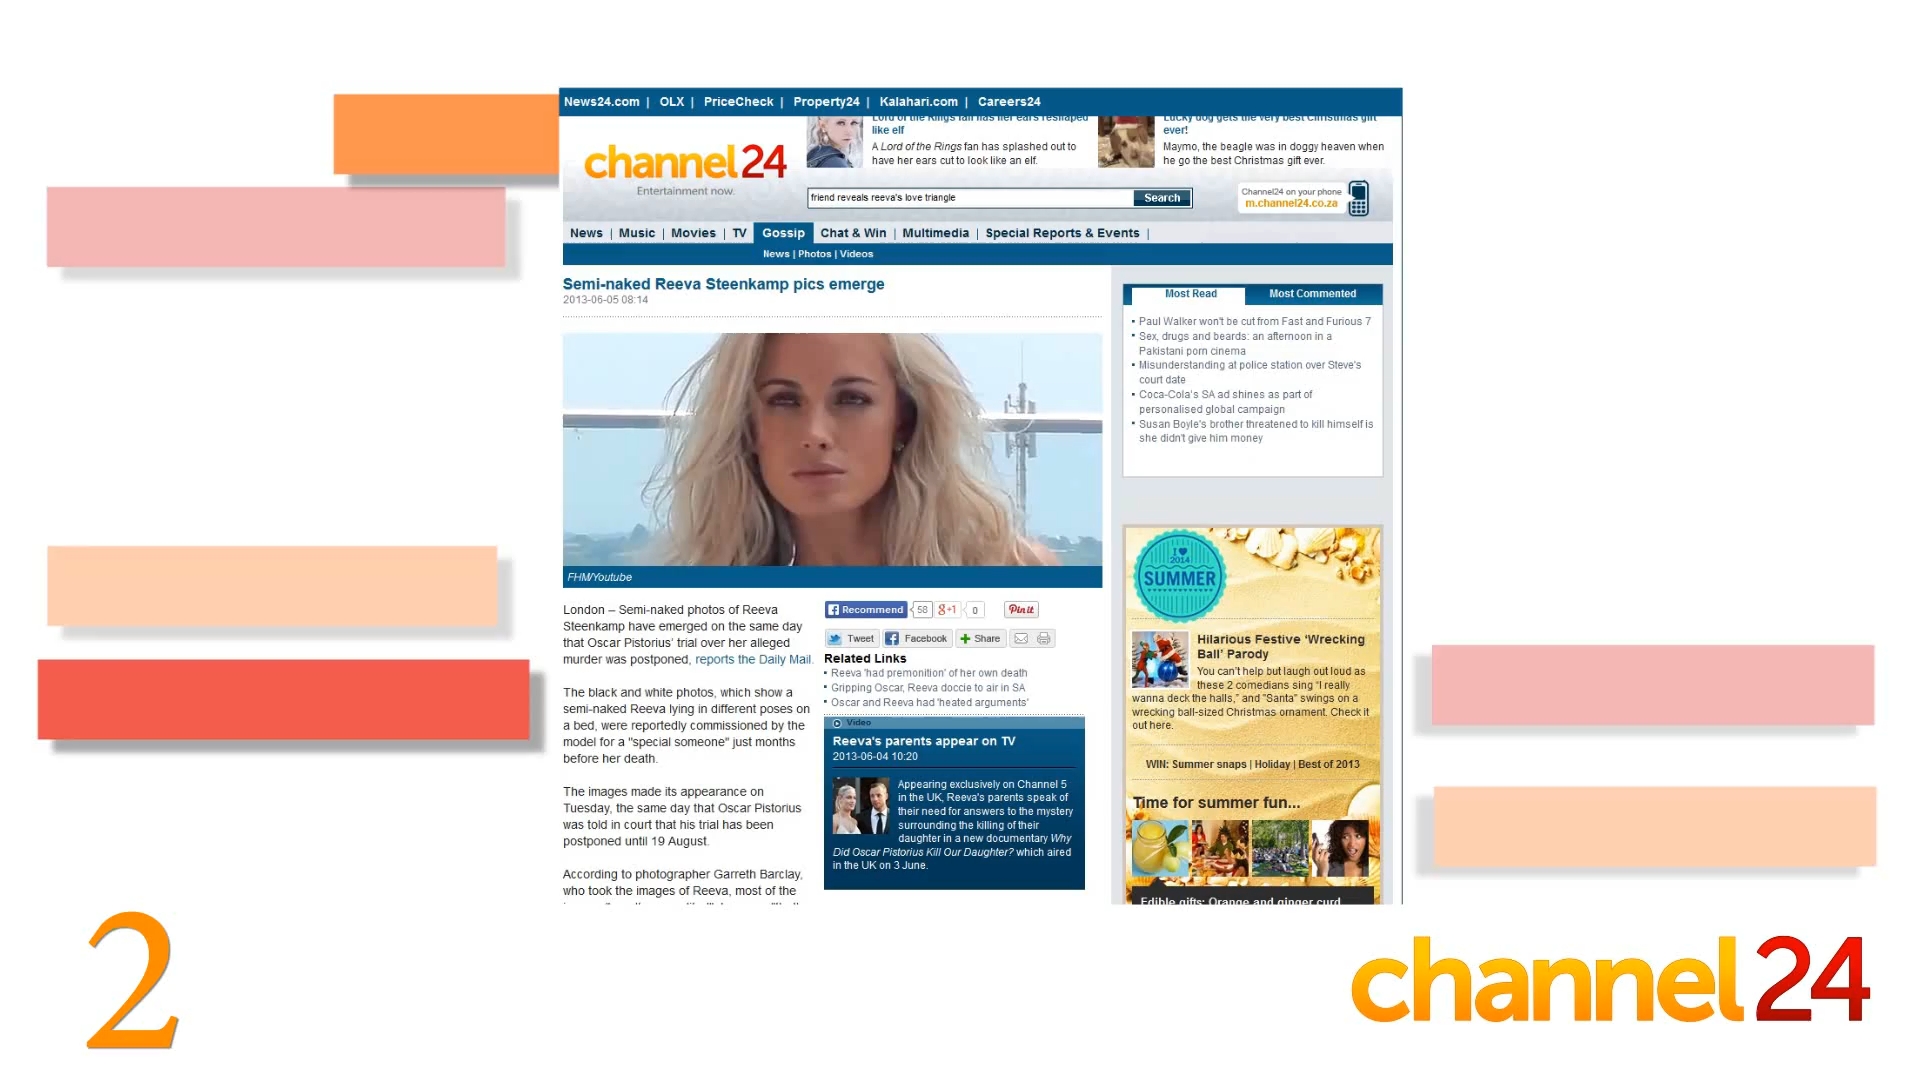 News24.com | OLX | PriceCheck | Property24 | Kalahari.com | Careers24
channel24
Entertainment now.
Lord of the Rings fan has her ears reshaped
like elf
A Lord of the Rings fan has splashed out to
have her ears cut to look like an elf.
Lucky dog gets the very best Christmas gift
ever!
Maymo, the beagle was in doggy heaven when
he go the best Christmas gift ever.
friend reveals reeva's love triangle
Search
Channel24 on your phone
m.channel24.co.za
News | Music | Movies | TV Gossip Chat & Win | Multimedia | Special Reports & Events |
News | Photos | Videos
Semi-naked Reeva Steenkamp pics emerge
2013-06-05 08:14
FHM/Youtube
London – Semi-naked photos of Reeva
Steenkamp have emerged on the same day
that Oscar Pistorius' trial over her alleged
murder was postponed, reports the Daily Mail.
The black and white photos, which show a
semi-naked Reeva lying in different poses on
a bed, were reportedly commissioned by the
model for a "special someone" just months
before her death.
The images made its appearance on
Tuesday, the same day that Oscar Pistorius
was told in court that his trial has been
postponed until 19 August.
According to photographer Garreth Barclay,
who took the images of Reeva, most of the
Recommend 58 +1 0 Pin it
Tweet Facebook Share
Related Links
Reeva 'had premonition' of her own death
Gripping Oscar, Reeva doccie to air in SA
Oscar and Reeva had 'heated arguments'
Video
Reeva's parents appear on TV
2013-06-04 10:20
Appearing exclusively on Channel 5
in the UK, Reeva's parents speak of
their need for answers to the mystery
surrounding the killing of their
daughter in a new documentary Why
Did Oscar Pistorius Kill Our Daughter? which aired
in the UK on 3 June.
Most Read
Most Commented
Paul Walker won't be cut from Fast and Furious 7
Sex, drugs and beards: an afternoon in a
Pakistani porn cinema
Misunderstanding at police station over Steve's
court date
Coca-Cola's SA ad shines as part of
personalised global campaign
Susan Boyle's brother threatened to kill himself is
she didn't give him money
I ♥
2014
SUMMER
Hilarious Festive ‘Wrecking
Ball’ Parody
You can't help but laugh out loud as
these 2 comedians sing “I really
wanna deck the halls,” and “Santa” swings on a
wrecking ball-sized Christmas ornament. Check it
out here.
WIN: Summer snaps | Holiday | Best of 2013
Time for summer fun...
Edible gifts: Orange and ginger curd
2
channel24